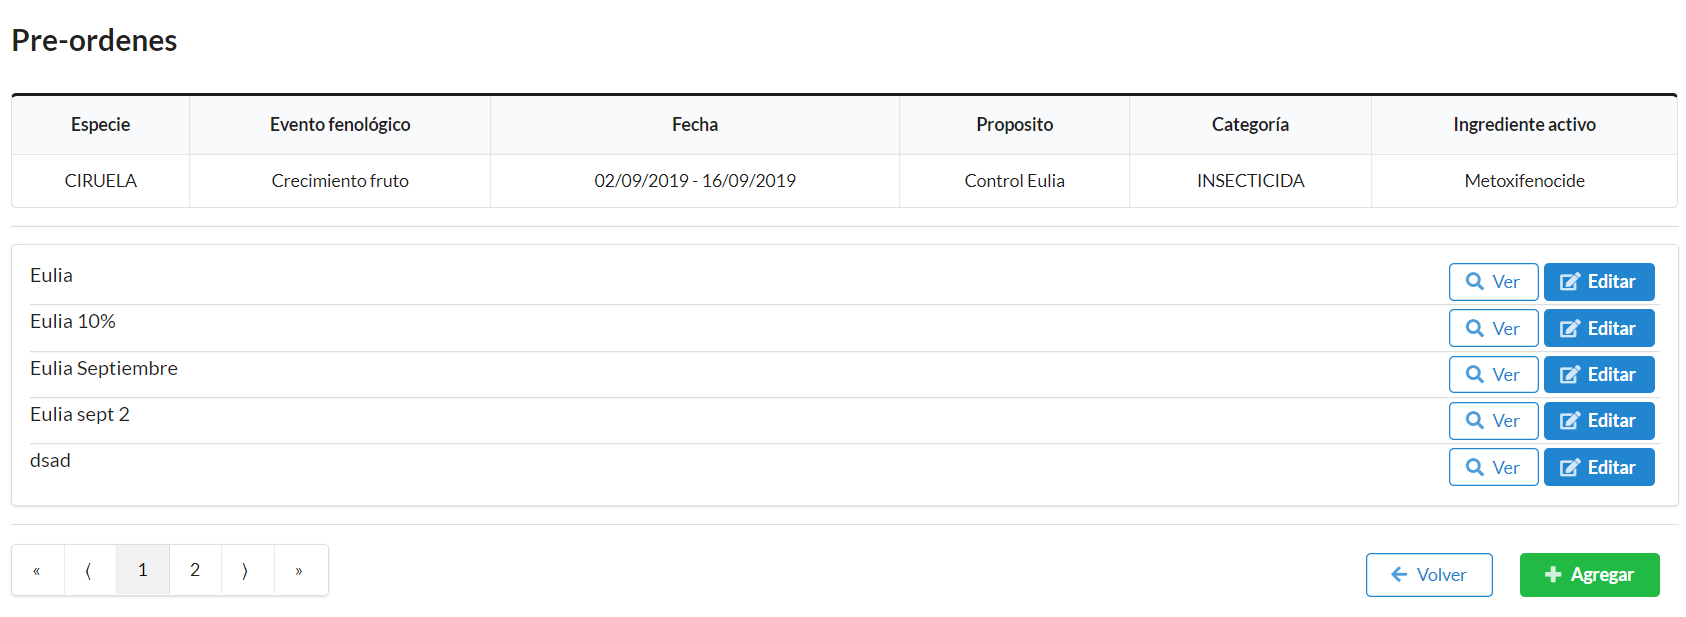 Pre-ordenes
Especie Evento fenológico Fecha Proposito Categoría Ingrediente activo
CIRUELA Crecimiento fruto 02/09/2019 - 16/09/2019 Control Eulia INSECTICIDA Metoxifenocide
Eulia Ver Editar
Eulia 10% Ver Editar
Eulia Septiembre Ver Editar
Eulia sept 2 Ver Editar
dsad Ver Editar
« ⟨ 1 2 ⟩ » Volver Agregar